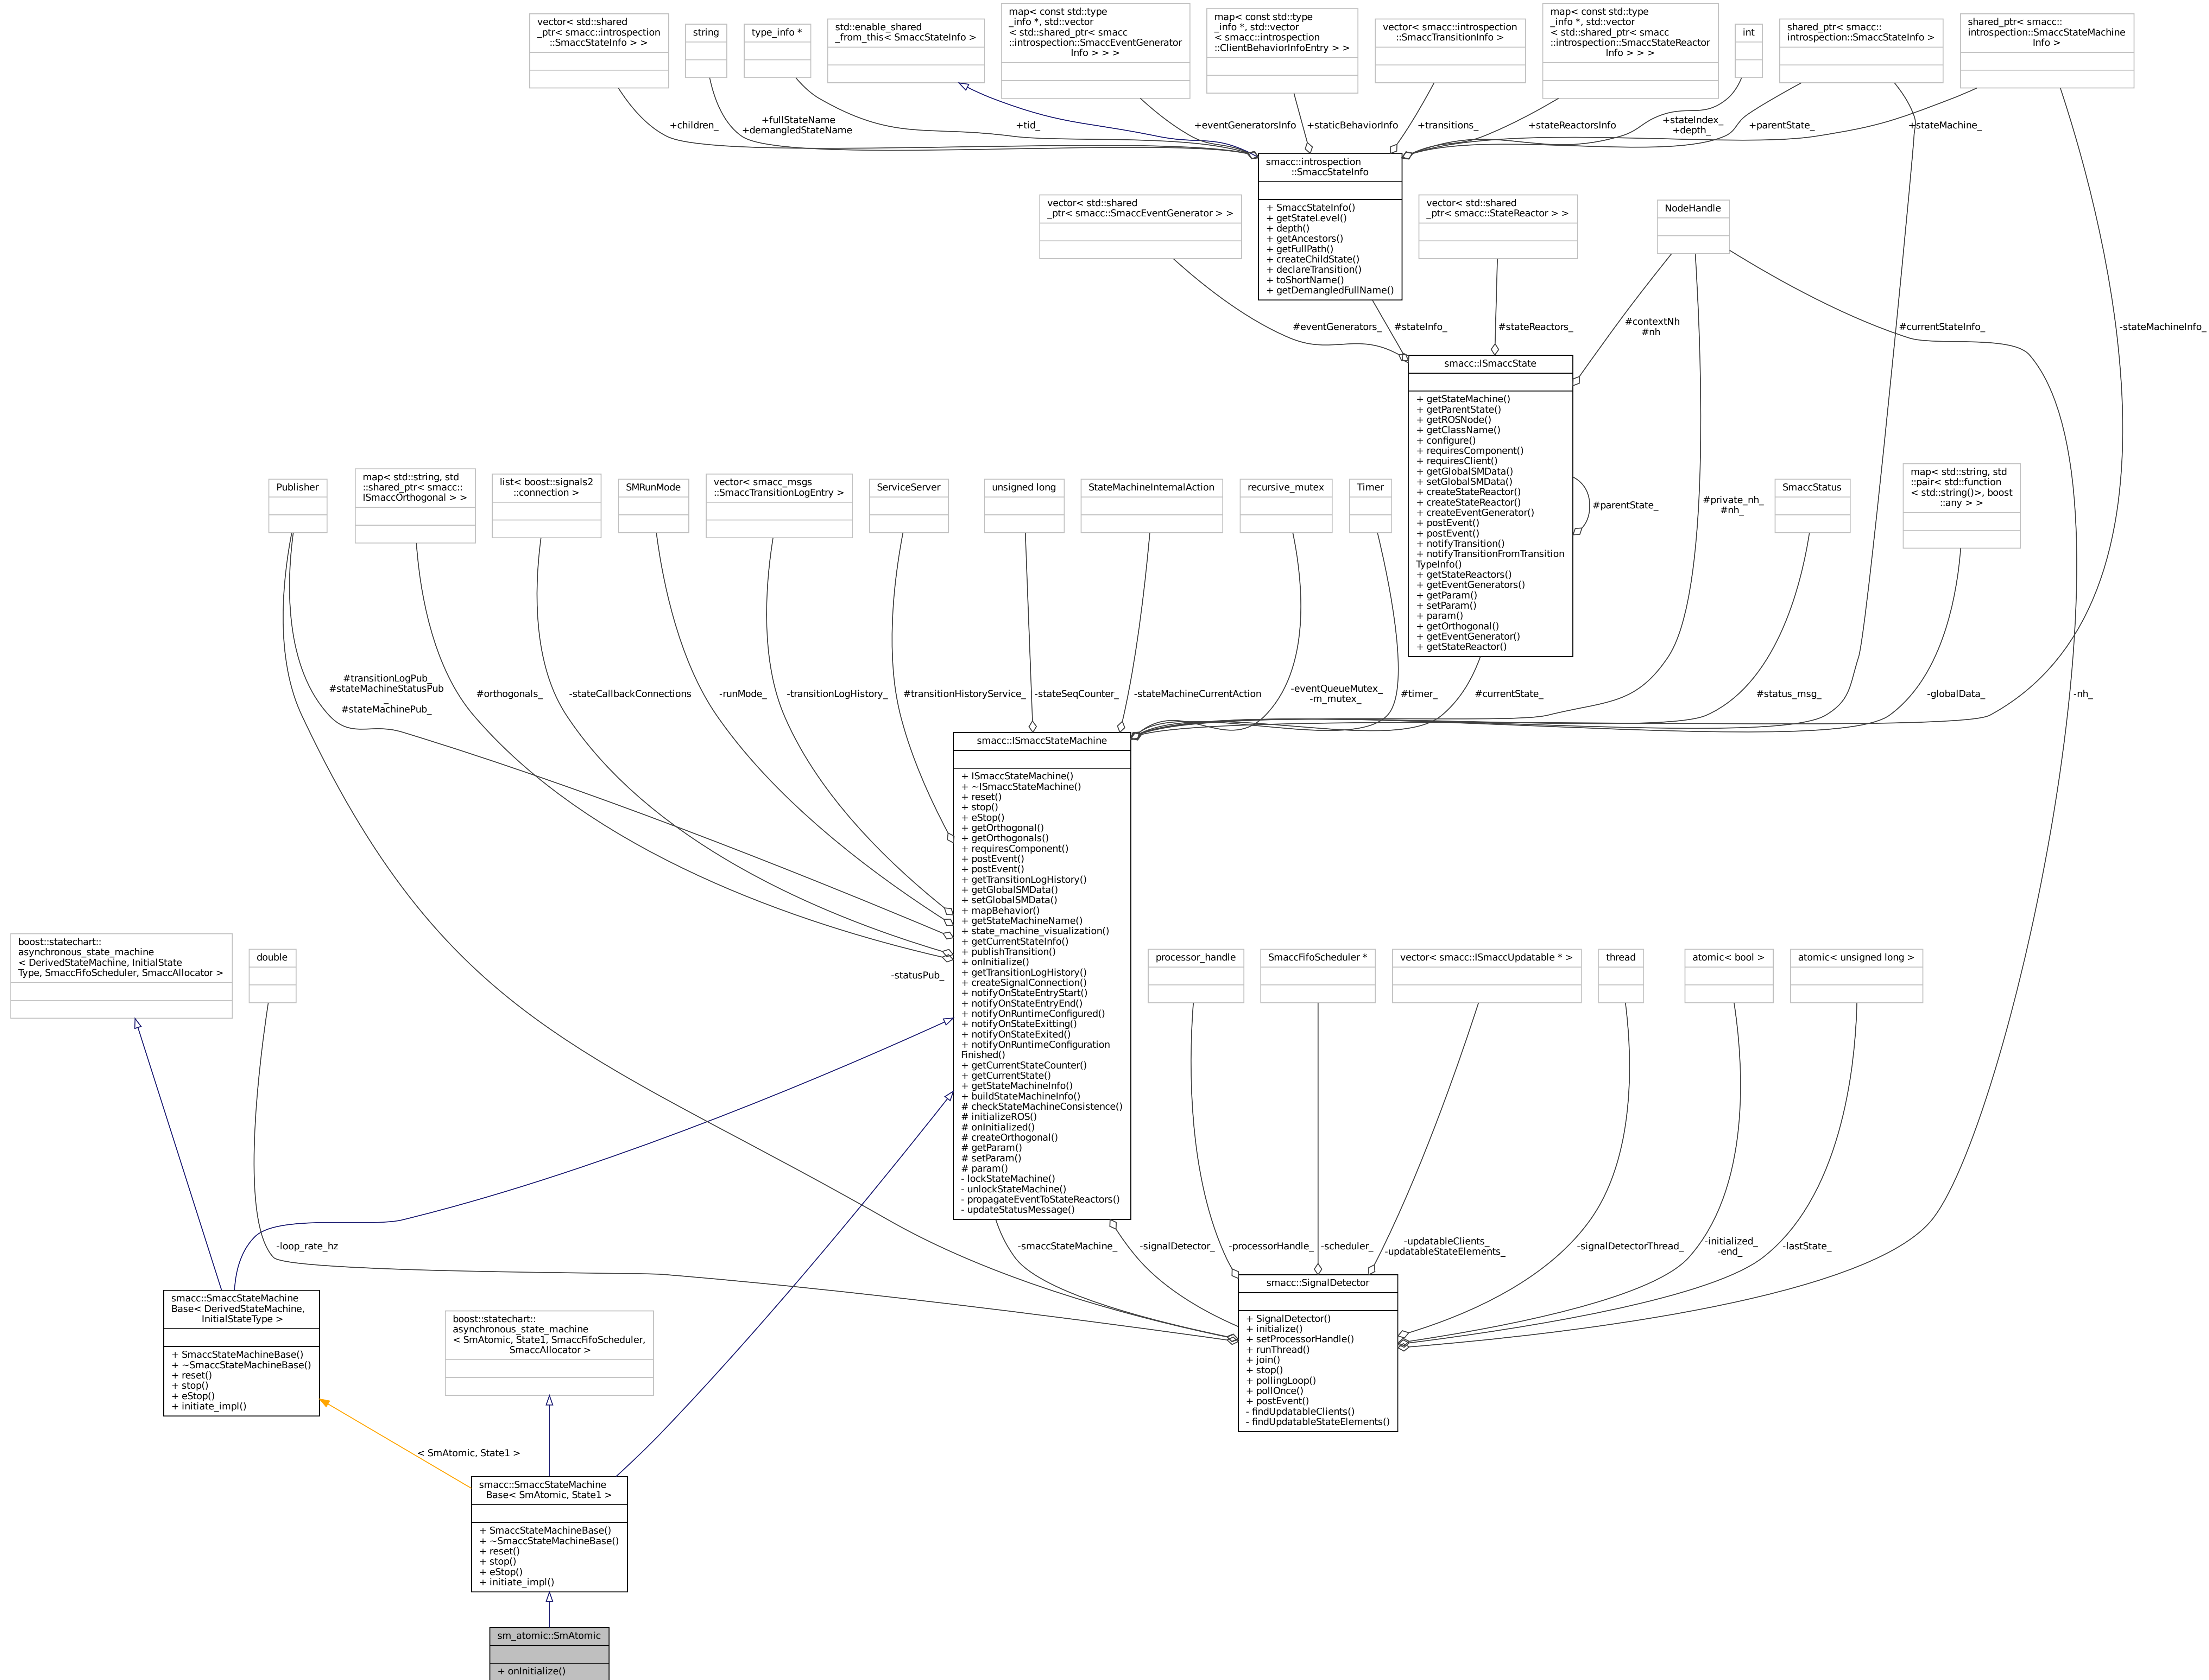 vector< std::shared
_ptr< smacc::introspection
::SmaccStateInfo > >
string
type_info *
std::enable_shared
_from_this< SmaccStateInfo >
map< const std::type
_info *, std::vector
< std::shared_ptr< smacc
::introspection::SmaccEventGenerator
Info > > >
map< const std::type
_info *, std::vector
< smacc::introspection
::ClientBehaviorInfoEntry > >
vector< smacc::introspection
::SmaccTransitionInfo >
map< const std::type
_info *, std::vector
< std::shared_ptr< smacc
::introspection::SmaccStateReactor
Info > > >
int
shared_ptr< smacc::
introspection::SmaccStateInfo >
shared_ptr< smacc::
introspection::SmaccStateMachine
Info >
+children_
+fullStateName
+demangledStateName
+tid_
+eventGeneratorsInfo
+staticBehaviorInfo
+transitions_
+stateReactorsInfo
+stateIndex_
+depth_
+parentState_
+stateMachine_
smacc::introspection
::SmaccStateInfo
+ SmaccStateInfo()
+ getStateLevel()
+ depth()
+ getAncestors()
+ getFullPath()
+ createChildState()
+ declareTransition()
+ toShortName()
+ getDemangledFullName()
vector< std::shared
_ptr< smacc::SmaccEventGenerator > >
vector< std::shared
_ptr< smacc::StateReactor > >
NodeHandle
#eventGenerators_
#stateInfo_
#stateReactors_
#contextNh
#nh
#currentStateInfo_
-stateMachineInfo_
smacc::ISmaccState
+ getStateMachine()
+ getParentState()
+ getROSNode()
+ getClassName()
+ configure()
+ requiresComponent()
+ requiresClient()
+ getGlobalSMData()
+ setGlobalSMData()
+ createStateReactor()
+ createStateReactor()
+ createEventGenerator()
+ postEvent()
+ postEvent()
+ notifyTransition()
+ notifyTransitionFromTransition
TypeInfo()
+ getStateReactors()
+ getEventGenerators()
+ getParam()
+ setParam()
+ param()
+ getOrthogonal()
+ getEventGenerator()
+ getStateReactor()
#parentState_
#private_nh_
#nh_
Publisher
map< std::string, std
::shared_ptr< smacc::
ISmaccOrthogonal > >
list< boost::signals2
::connection >
SMRunMode
vector< smacc_msgs
::SmaccTransitionLogEntry >
ServiceServer
unsigned long
StateMachineInternalAction
recursive_mutex
Timer
SmaccStatus
map< std::string, std
::pair< std::function
< std::string()>, boost
::any > >
#transitionLogPub_
#stateMachineStatusPub
_
#stateMachinePub_
#orthogonals_
-stateCallbackConnections
-runMode_
-transitionLogHistory_
#transitionHistoryService_
-stateSeqCounter_
-stateMachineCurrentAction
-eventQueueMutex_
-m_mutex_
#timer_
#currentState_
#status_msg_
-globalData_
-nh_
smacc::ISmaccStateMachine
+ ISmaccStateMachine()
+ ~ISmaccStateMachine()
+ reset()
+ stop()
+ eStop()
+ getOrthogonal()
+ getOrthogonals()
+ requiresComponent()
+ postEvent()
+ postEvent()
+ getTransitionLogHistory()
+ getGlobalSMData()
+ setGlobalSMData()
+ mapBehavior()
+ getStateMachineName()
+ state_machine_visualization()
+ getCurrentStateInfo()
+ publishTransition()
+ onInitialize()
+ getTransitionLogHistory()
+ createSignalConnection()
+ notifyOnStateEntryStart()
+ notifyOnStateEntryEnd()
+ notifyOnRuntimeConfigured()
+ notifyOnStateExitting()
+ notifyOnStateExited()
+ notifyOnRuntimeConfiguration
Finished()
+ getCurrentStateCounter()
+ getCurrentState()
+ getStateMachineInfo()
+ buildStateMachineInfo()
# checkStateMachineConsistence()
# initializeROS()
# onInitialized()
# createOrthogonal()
# getParam()
# setParam()
# param()
- lockStateMachine()
- unlockStateMachine()
- propagateEventToStateReactors()
- updateStatusMessage()
boost::statechart::
asynchronous_state_machine
< DerivedStateMachine, InitialState
Type, SmaccFifoScheduler, SmaccAllocator >
double
-statusPub_
processor_handle
SmaccFifoScheduler *
vector< smacc::ISmaccUpdatable * >
thread
atomic< bool >
atomic< unsigned long >
-loop_rate_hz
-smaccStateMachine_
-signalDetector_
-processorHandle_
-scheduler_
-updatableClients_
-updatableStateElements_
-signalDetectorThread_
-initialized_
-end_
-lastState_
smacc::SmaccStateMachine
Base< DerivedStateMachine,
InitialStateType >
+ SmaccStateMachineBase()
+ ~SmaccStateMachineBase()
+ reset()
+ stop()
+ eStop()
+ initiate_impl()
boost::statechart::
asynchronous_state_machine
< SmAtomic, State1, SmaccFifoScheduler,
SmaccAllocator >
smacc::SignalDetector
+ SignalDetector()
+ initialize()
+ setProcessorHandle()
+ runThread()
+ join()
+ stop()
+ pollingLoop()
+ pollOnce()
+ postEvent()
- findUpdatableClients()
- findUpdatableStateElements()
< SmAtomic, State1 >
smacc::SmaccStateMachine
Base< SmAtomic, State1 >
+ SmaccStateMachineBase()
+ ~SmaccStateMachineBase()
+ reset()
+ stop()
+ eStop()
+ initiate_impl()
sm_atomic::SmAtomic
+ onInitialize()